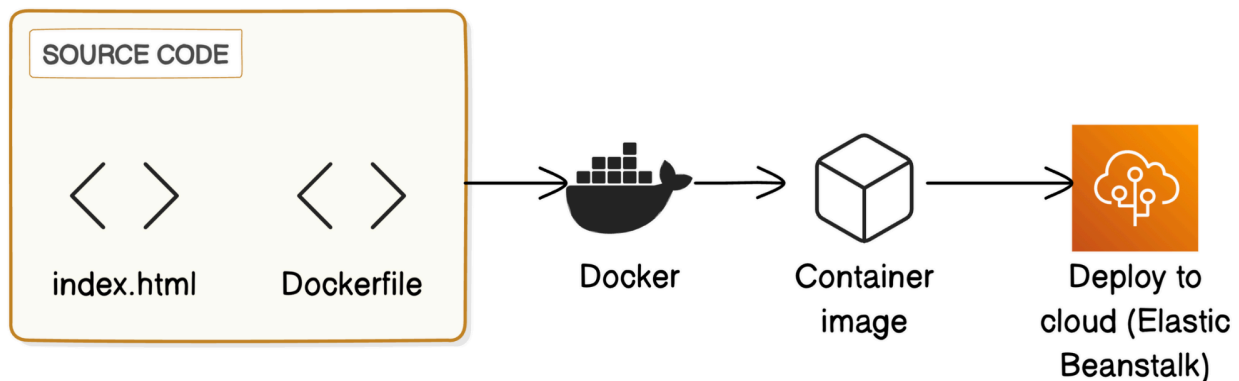 SOURCE CODE
index.html
Dockerfile
Docker
Container
image
Deploy to
cloud (Elastic
Beanstalk)